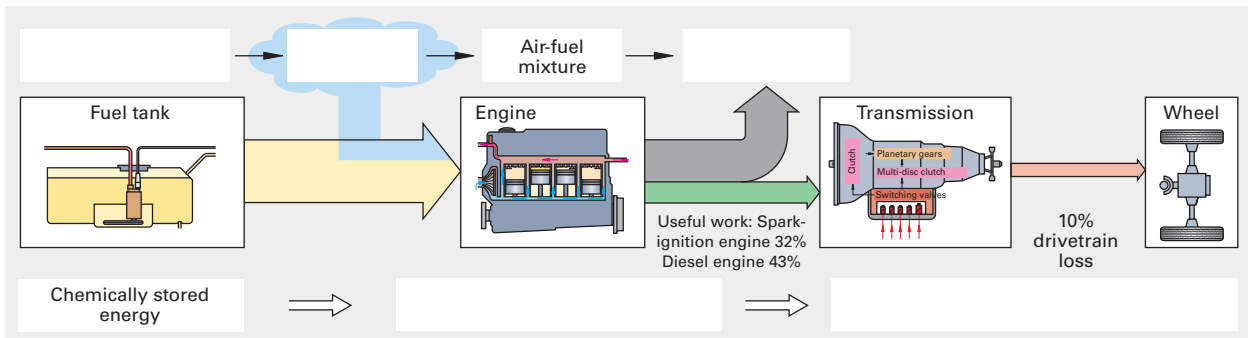 Air-fuel
mixture
Fuel tank
Engine
Transmission
Wheel
Clutch
Planetary gears
Multi-disc clutch
Switching valves
Useful work: Spark-
ignition engine 32%
Diesel engine 43%
10%
drivetrain
loss
Chemically stored
energy